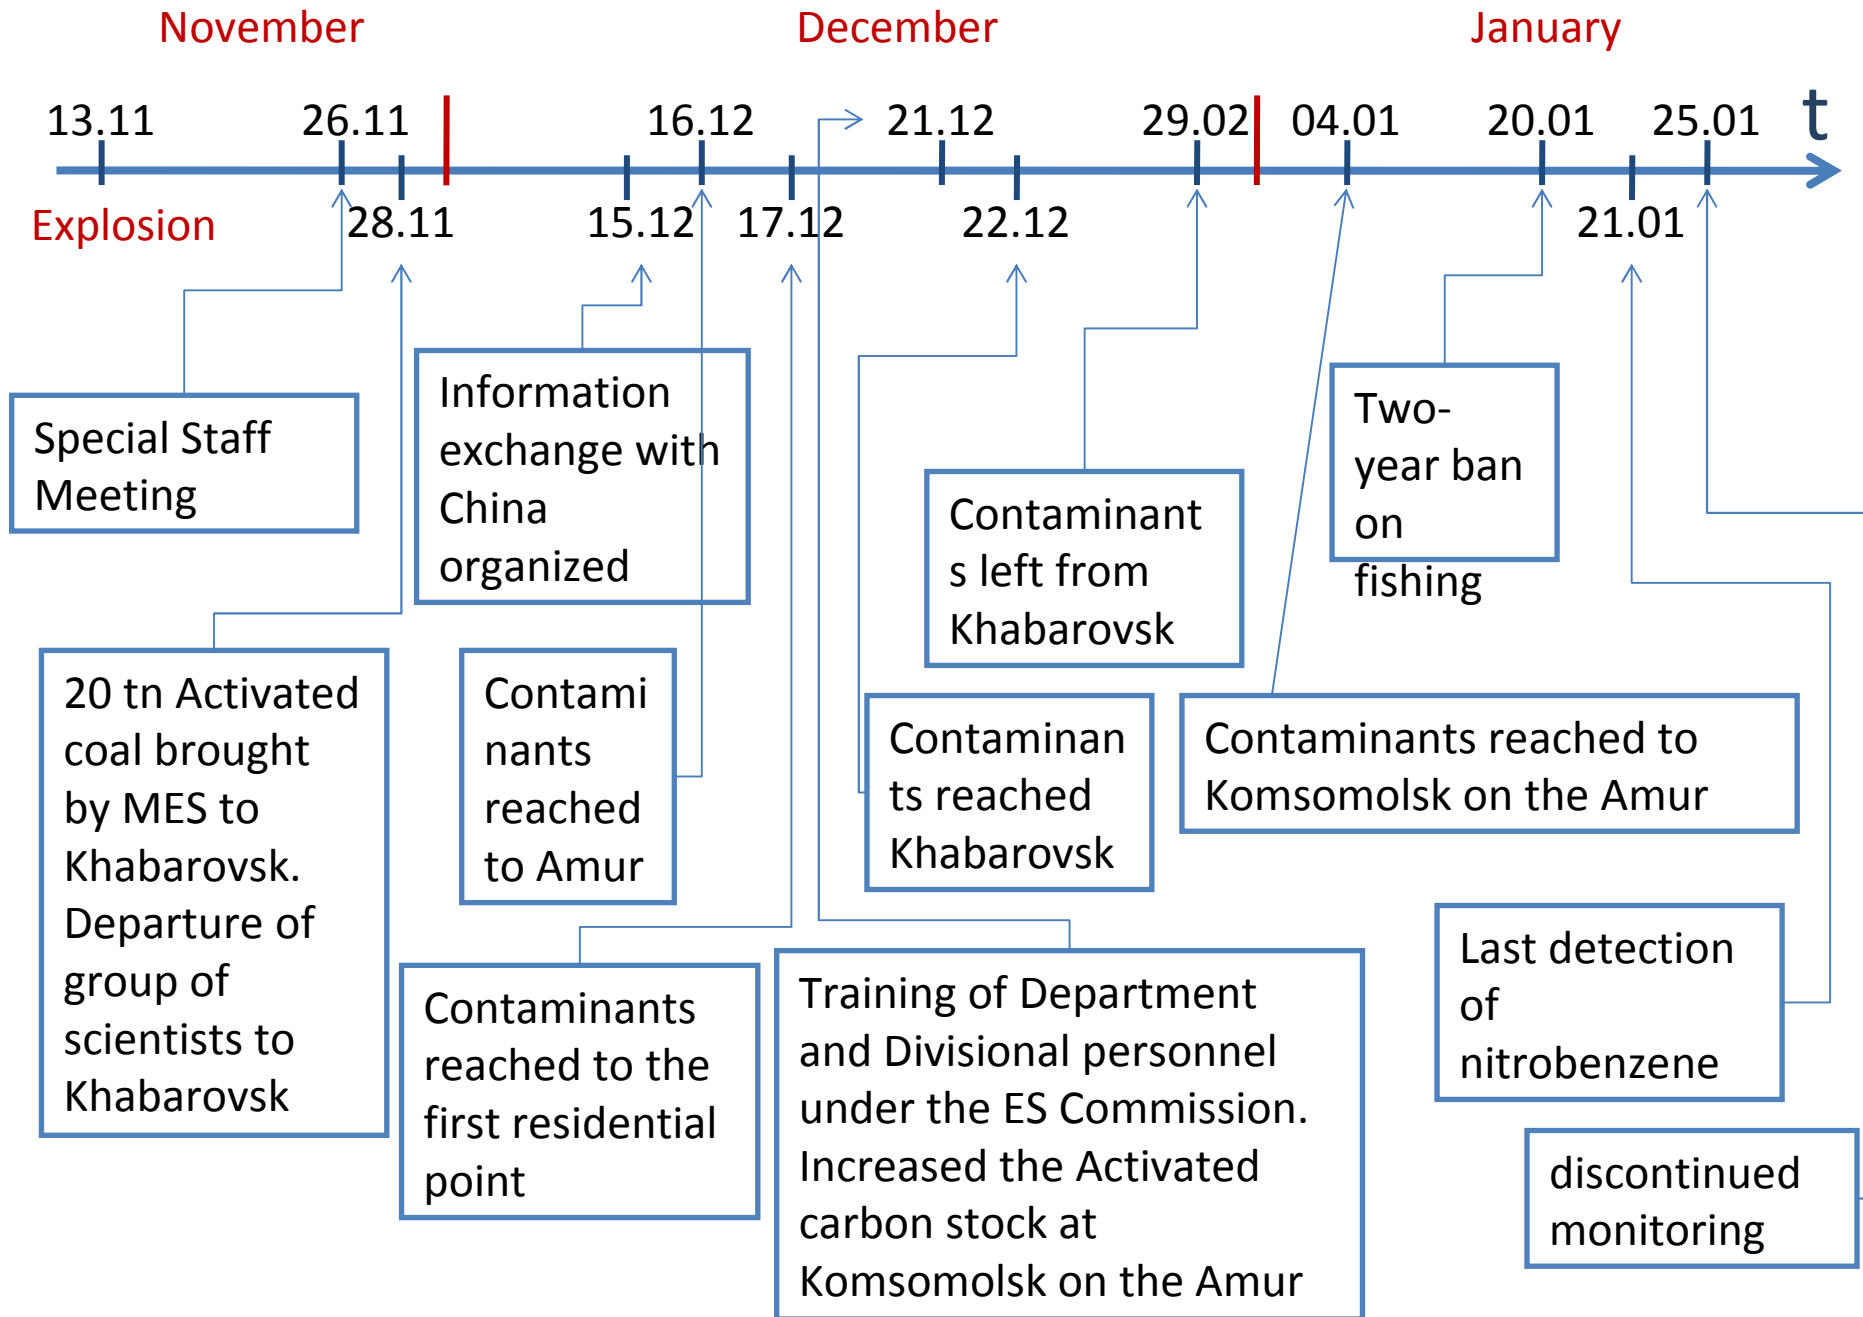 November
December
January
13.11
26.11
16.12
21.12
29.02
04.01
20.01
25.01
t
Explosion
28.11
15.12
17.12
22.12
21.01
Special Staff
Meeting
Information
exchange with
China
organized
Two-
year ban
on
fishing
Contaminant
s left from
Khabarovsk
20 tn Activated
coal brought
by MES to
Khabarovsk.
Departure of
group of
scientists to
Khabarovsk
Contami
nants
reached
to Amur
Contaminan
ts reached
Khabarovsk
Contaminants reached to
Komsomolsk on the Amur
Contaminants
reached to the
first residential
point
Training of Department
and Divisional personnel
under the ES Commission.
Increased the Activated
carbon stock at
Komsomolsk on the Amur
Last detection
of
nitrobenzene
discontinued
monitoring